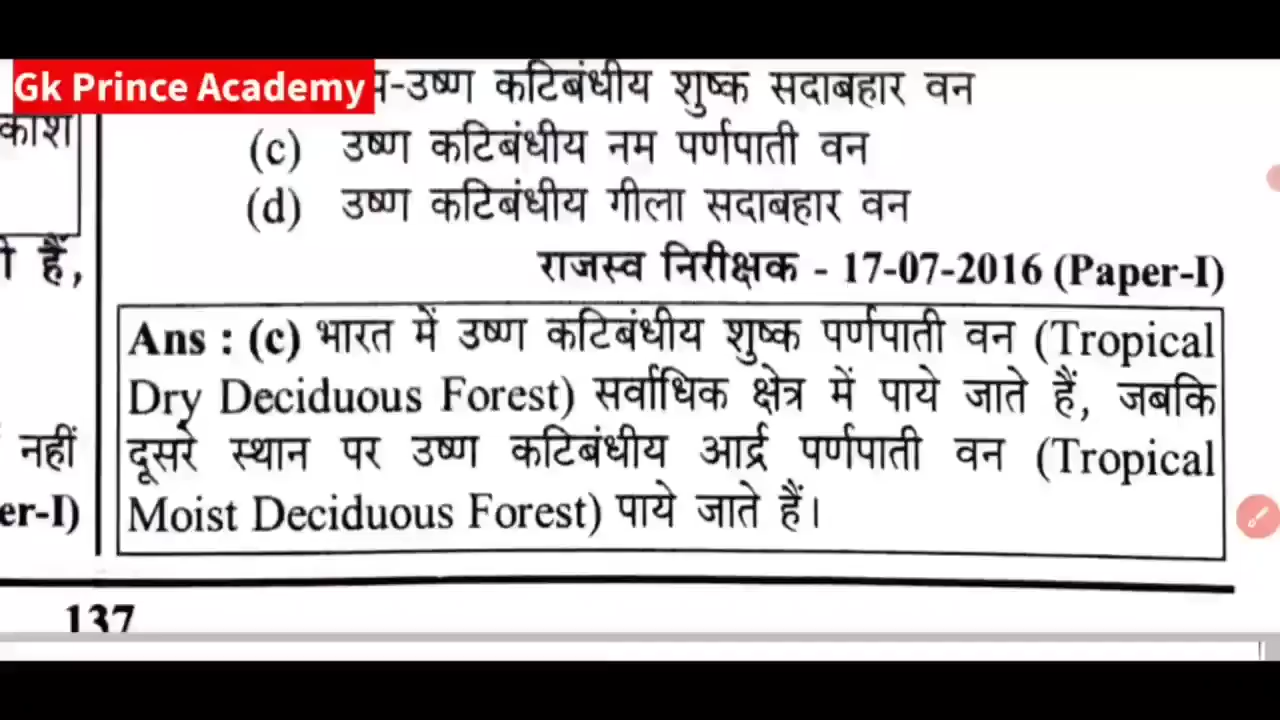 Gk Prince Academy
-उष्ण कटिबंधीय शुष्क सदाबहार वन
काश
(c) उष्ण कटिबंधीय नम पर्णपाती वन
(d) उष्ण कटिबंधीय गीला सदाबहार वन
हैं,
राजस्व निरीक्षक - 17-07-2016 (Paper-I)
Ans : (c) भारत में उष्ण कटिबंधीय शुष्क पर्णपाती वन (Tropical
Dry Deciduous Forest) सर्वाधिक क्षेत्र में पाये जाते हैं, जबकि
दूसरे स्थान पर उष्ण कटिबंधीय आर्द्र पर्णपाती वन (Tropical
Moist Deciduous Forest) पाये जाते हैं।
नहीं
er-I)
137